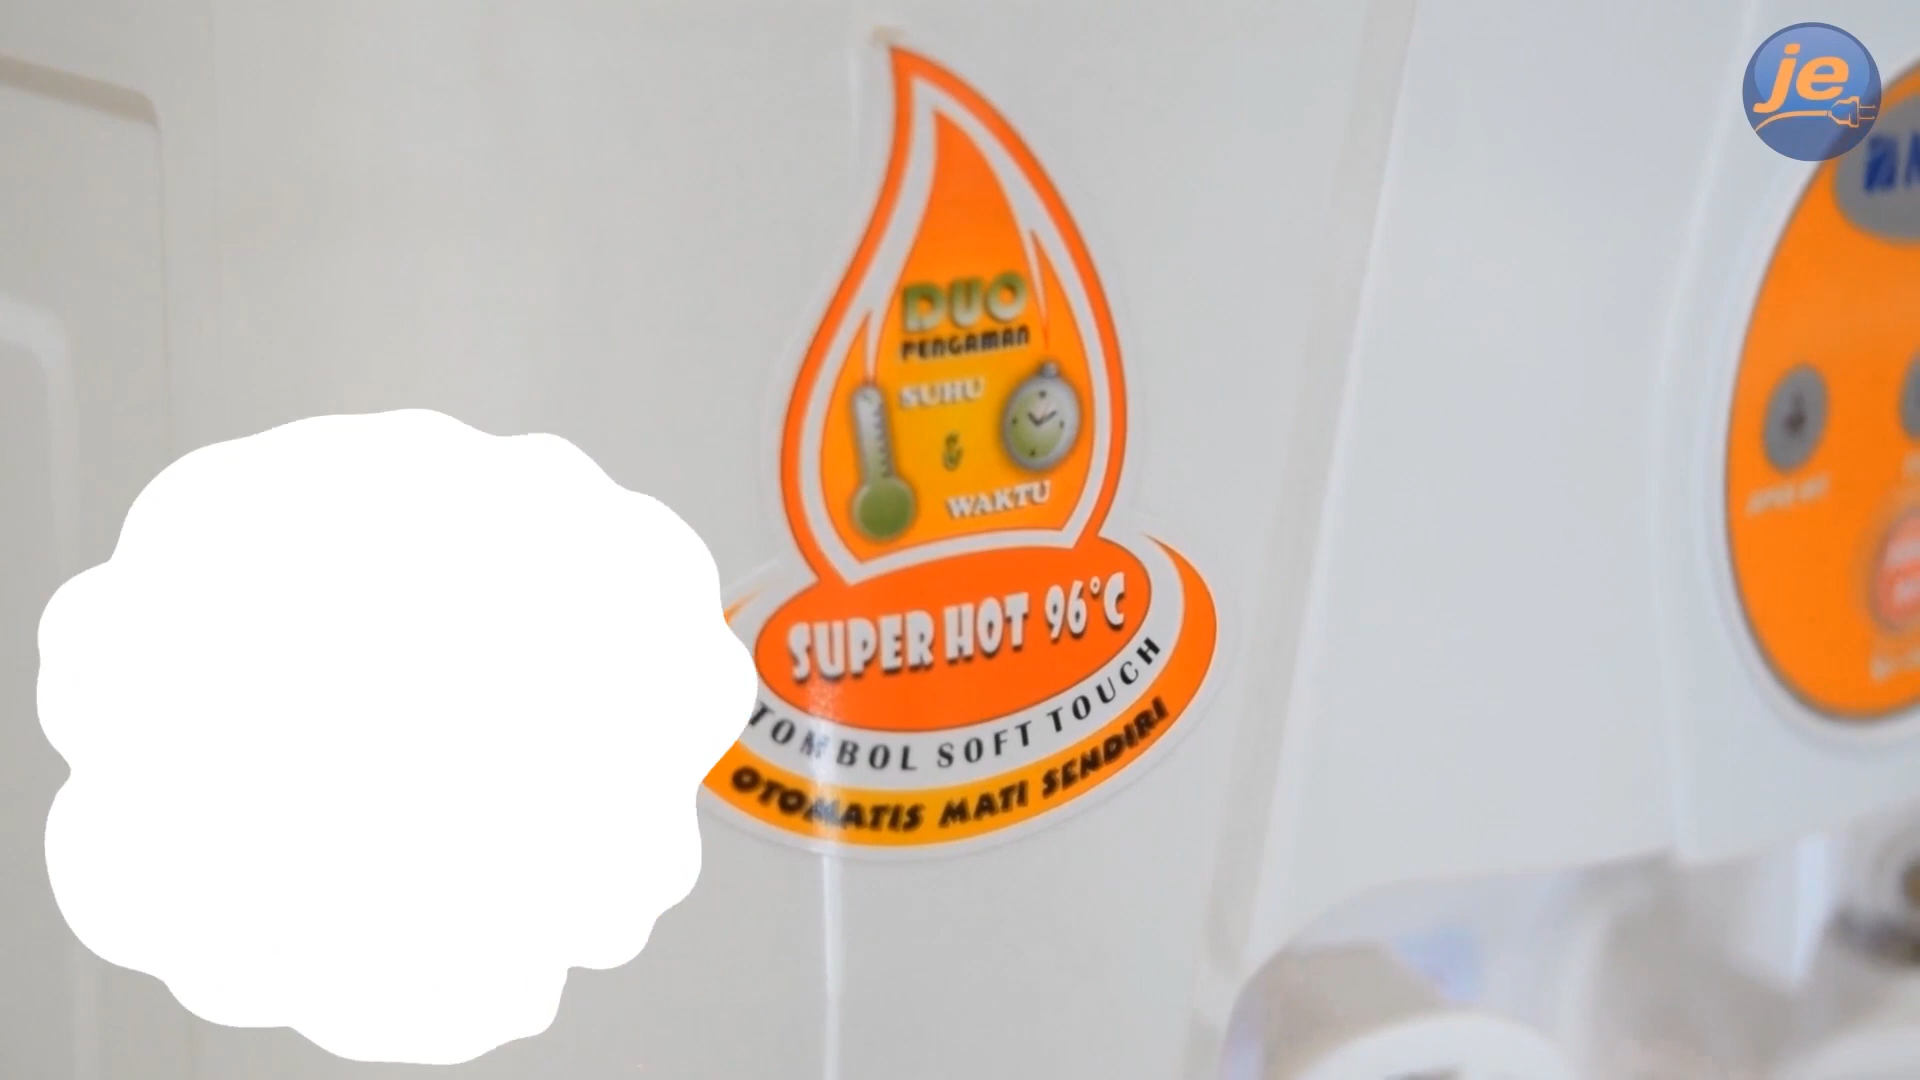 je
DUO
PENGAMAN
SUHU
&
WAKTU
SUPER HOT 96°C
TOMBOL SOFT TOUCH
OTOMATIS MATI SENDIRI